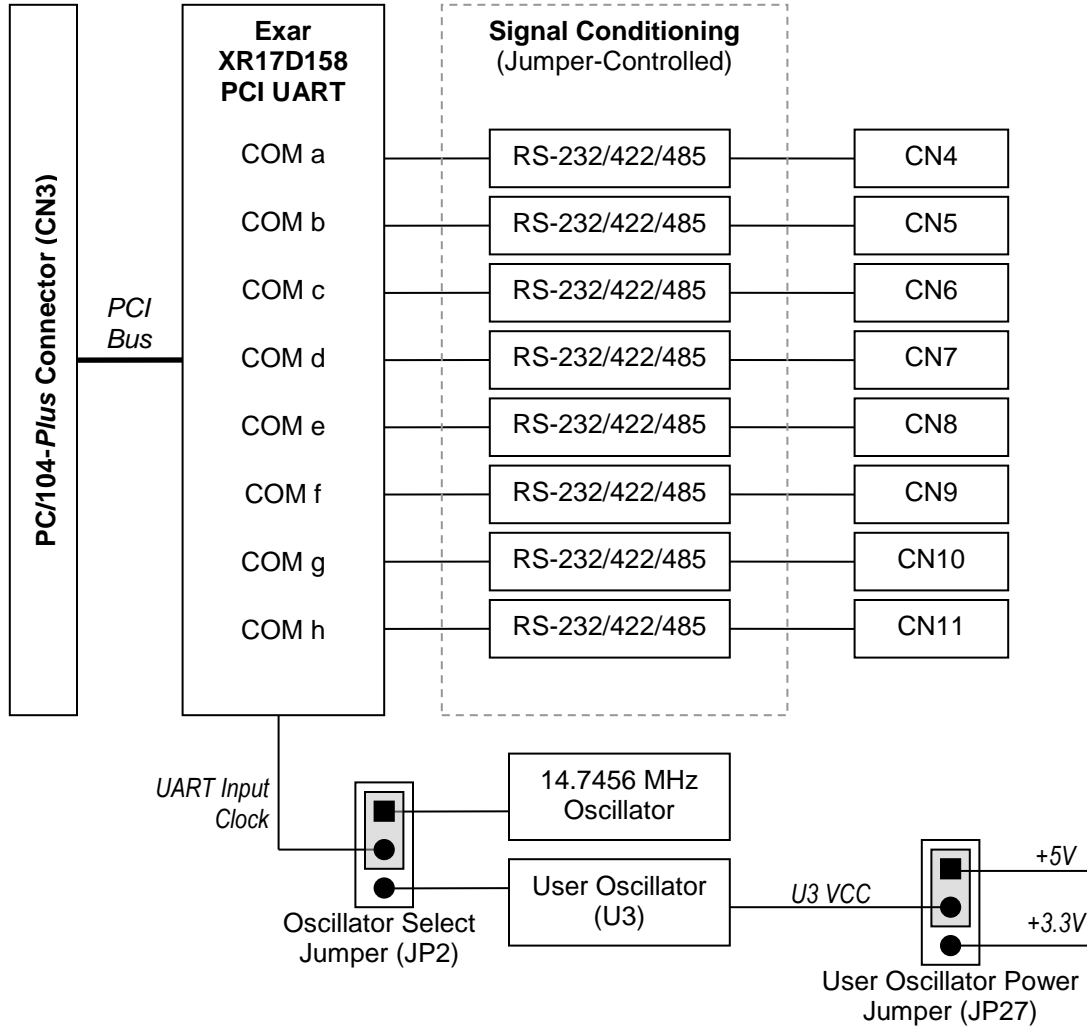 PC/104-Plus Connector (CN3)
PCI
Bus
Exar
XR17D158
PCI UART
COM a
COM b
COM c
COM d
COM e
COM f
COM g
COM h
Signal Conditioning
(Jumper-Controlled)
RS-232/422/485
RS-232/422/485
RS-232/422/485
RS-232/422/485
RS-232/422/485
RS-232/422/485
RS-232/422/485
RS-232/422/485
CN4
CN5
CN6
CN7
CN8
CN9
CN10
CN11
UART Input
Clock
14.7456 MHz
Oscillator
User Oscillator
(U3)
Oscillator Select
Jumper (JP2)
U3 VCC
+5V
+3.3V
User Oscillator Power
Jumper (JP27)